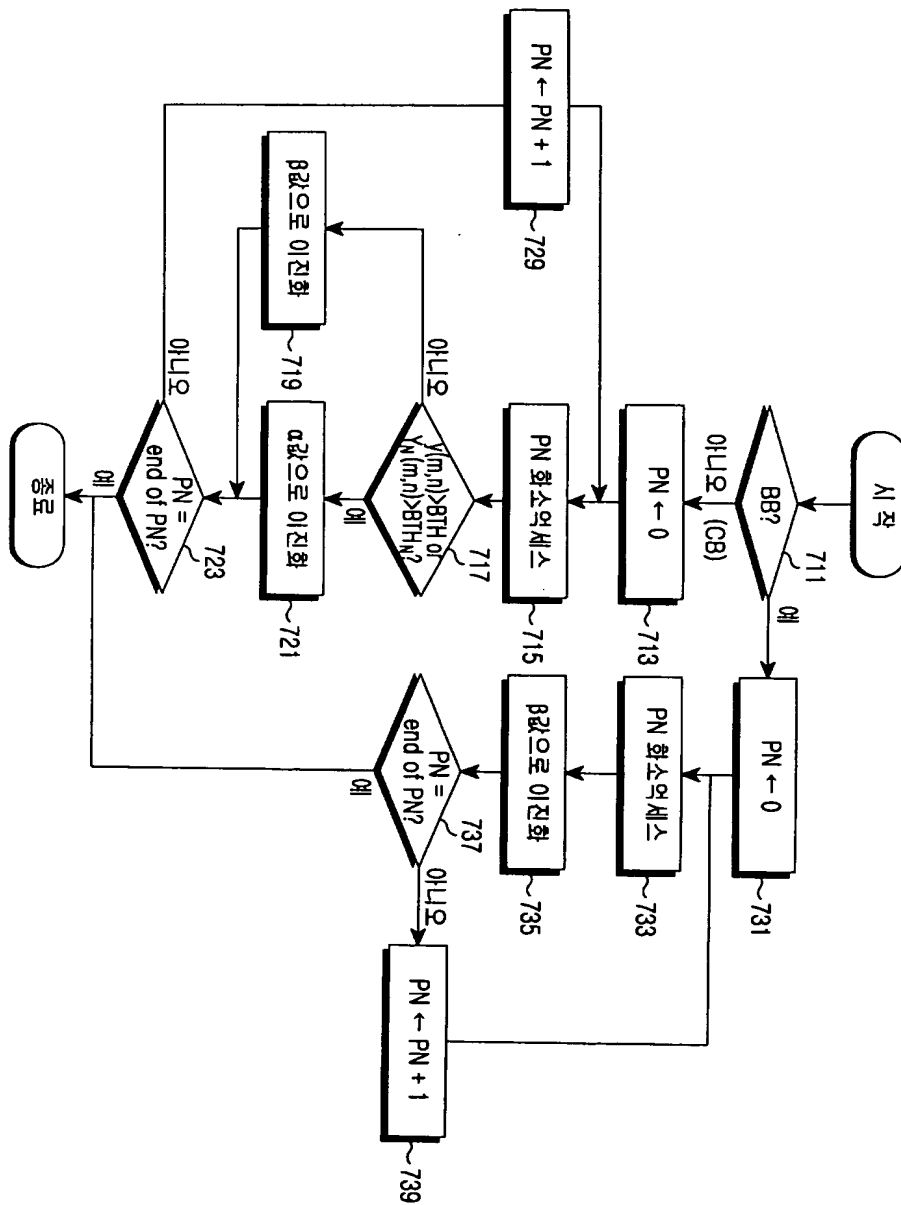 시 작
BB?
711
아니오
(CB)
예
PN ← 0
713
PN 화소억세스
715
y(m,n)>BTH or
YN(m,n)>BTHN?
717
아니오
예
β값으로 이진화
719
α값으로 이진화
721
PN =
end of PN?
723
아니오
예
PN ← PN + 1
729
종료
PN ← 0
731
PN 화소억세스
733
β값으로 이진화
735
PN =
end of PN?
737
아니오
예
PN ← PN + 1
739